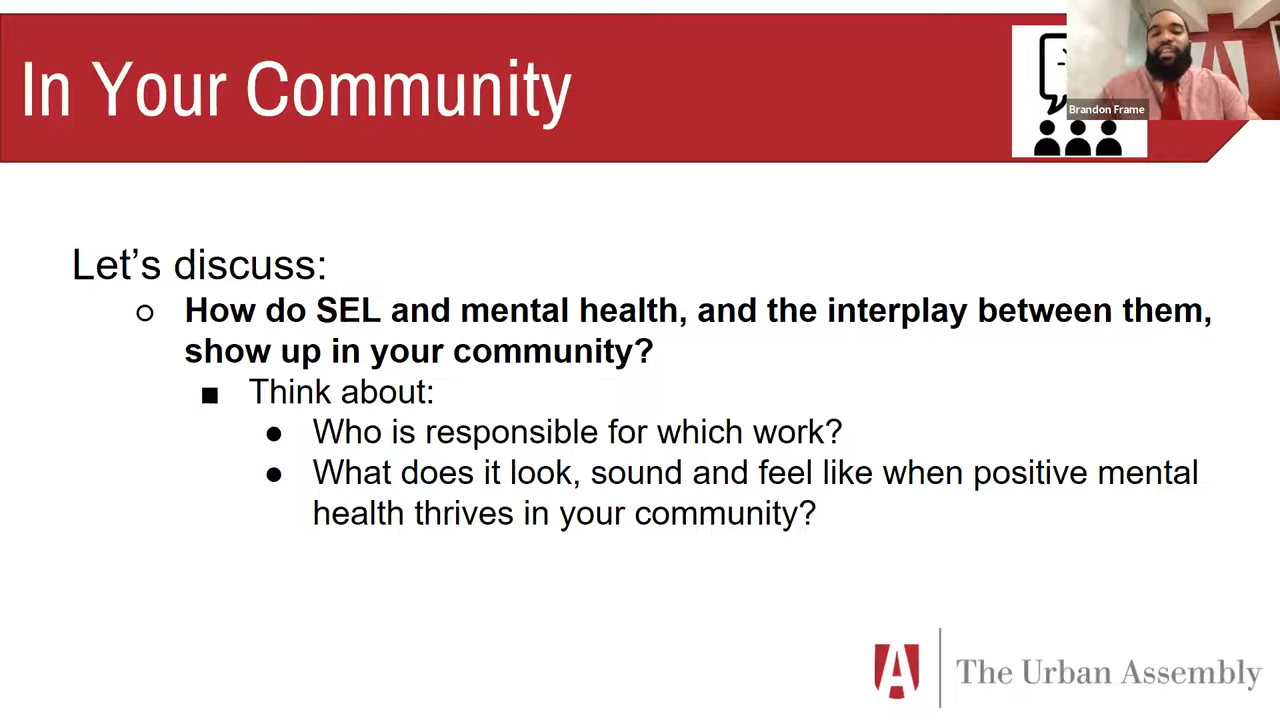 In Your Community
Brandon Frame
Let’s discuss:
How do SEL and mental health, and the interplay between them,
show up in your community?
Think about:
Who is responsible for which work?
What does it look, sound and feel like when positive mental
health thrives in your community?
A
The Urban Assembly